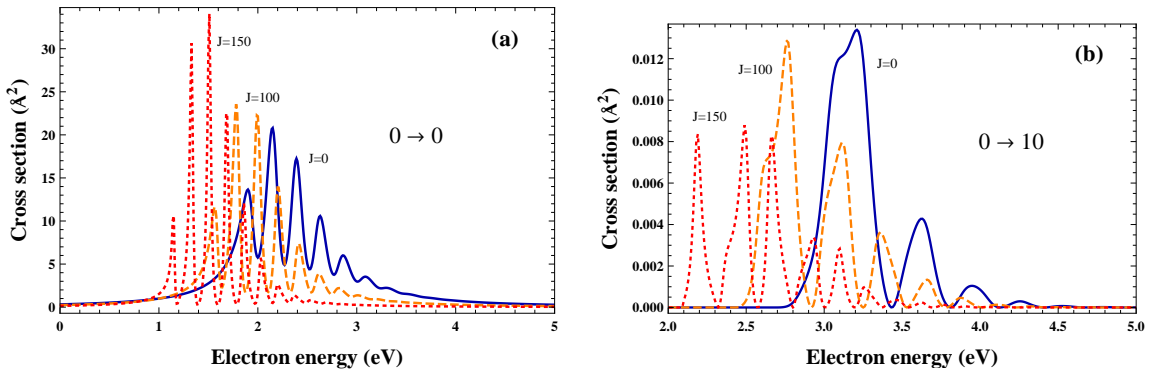 (a)
J=150
J=100
J=0
0 → 0
Cross section (Å²)
0 5 10 15 20 25 30
0 1 2 3 4 5
Electron energy (eV)
(b)
J=100
J=0
J=150
0 → 10
Cross section (Å²)
0.000 0.002 0.004 0.006 0.008 0.010 0.012
2.0 2.5 3.0 3.5 4.0 4.5 5.0
Electron energy (eV)